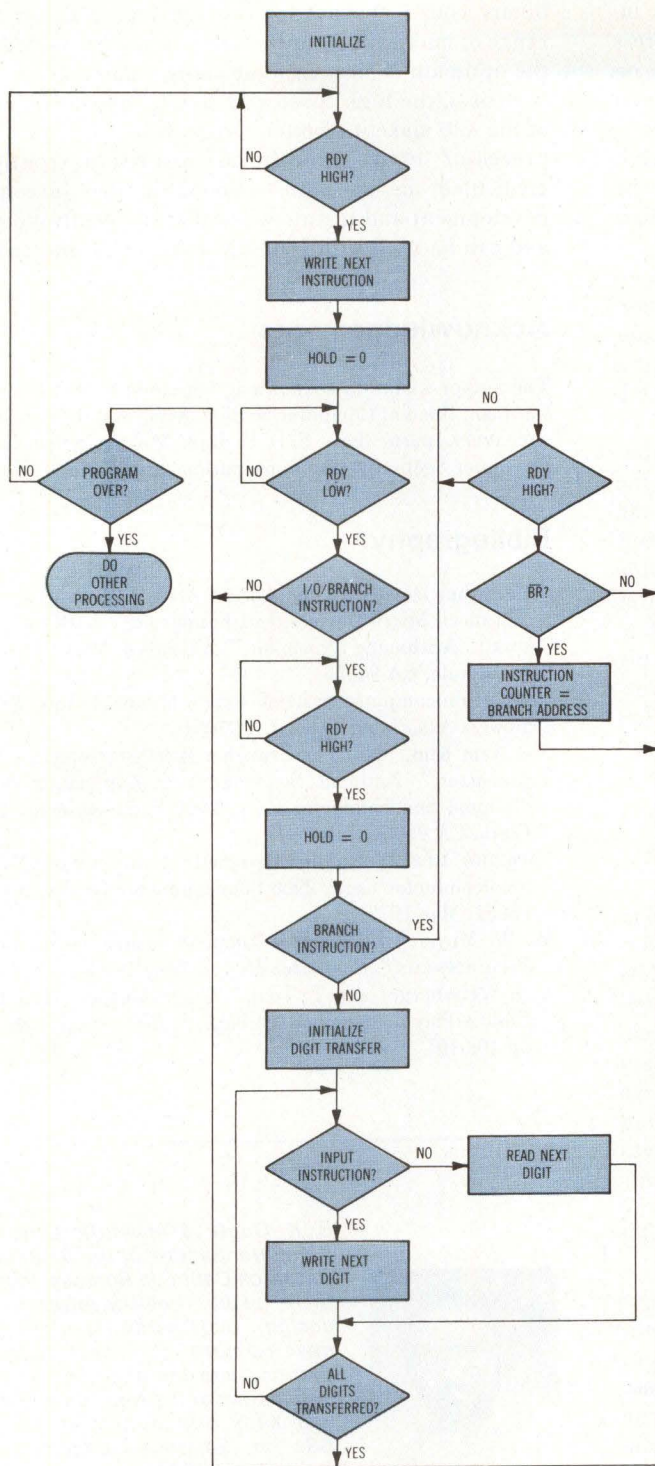 INITIALIZE
RDY
HIGH?
NO
YES
WRITE NEXT
INSTRUCTION
HOLD = 0
RDY
LOW?
NO
YES
PROGRAM
OVER?
NO
YES
DO
OTHER
PROCESSING
I/O/BRANCH
INSTRUCTION?
NO
YES
RDY
HIGH?
NO
YES
HOLD = 0
BRANCH
INSTRUCTION?
YES
NO
RDY
HIGH?
NO
YES
BR?
NO
YES
INSTRUCTION
COUNTER =
BRANCH ADDRESS
INITIALIZE
DIGIT TRANSFER
INPUT
INSTRUCTION?
NO
READ NEXT
DIGIT
YES
WRITE NEXT
DIGIT
ALL
DIGITS
TRANSFERRED?
NO
YES